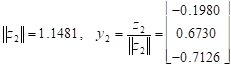 ‖z₂‖ = 1.1481, y₂ = z₂ / ‖z₂‖ = [−0.1980
0.6730
−0.7126]